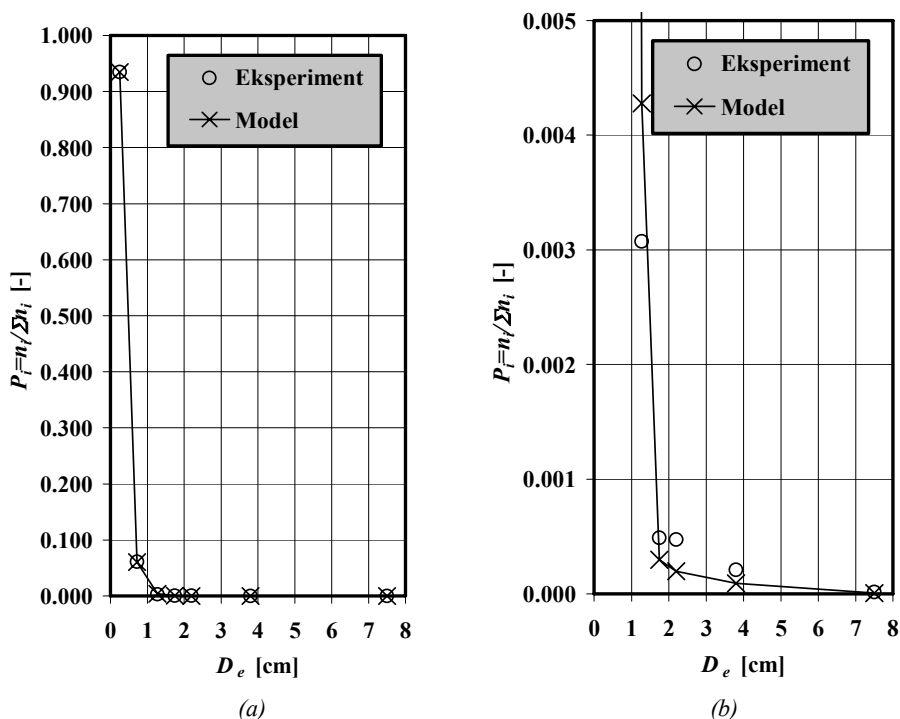 1.000
0.900
0.800
0.700
0.600
0.500
0.400
0.300
0.200
0.100
0.000
P_i=n_i/Σn_i [-]
Eksperiment
Model
0 1 2 3 4 5 6 7 8
D_e [cm]
(a)
0.005
0.004
0.003
0.002
0.001
0.000
P_i=n_i/Σn_i [-]
Eksperiment
Model
0 1 2 3 4 5 6 7 8
D_e [cm]
(b)